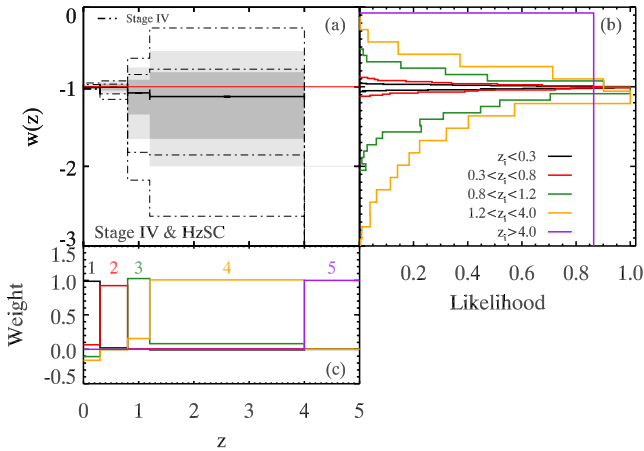 0
Stage IV
(a)
(b)
-1
w(z)
-2
z_i<0.3
0.3<z_i<0.8
0.8<z_i<1.2
1.2<z_i<4.0
z_i>4.0
Stage IV & HzSC
-3
0.2 0.4 0.6 0.8 1.0
Likelihood
1 2 3 4 5
1.5
1.0
0.5
0.0
-0.5
Weight
(c)
0 1 2 3 4 5
z